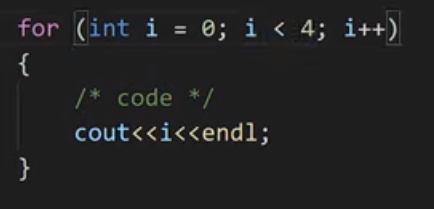 for (int i = 0; i < 4; i++)
{
    /* code */
    cout<<i<<endl;
}